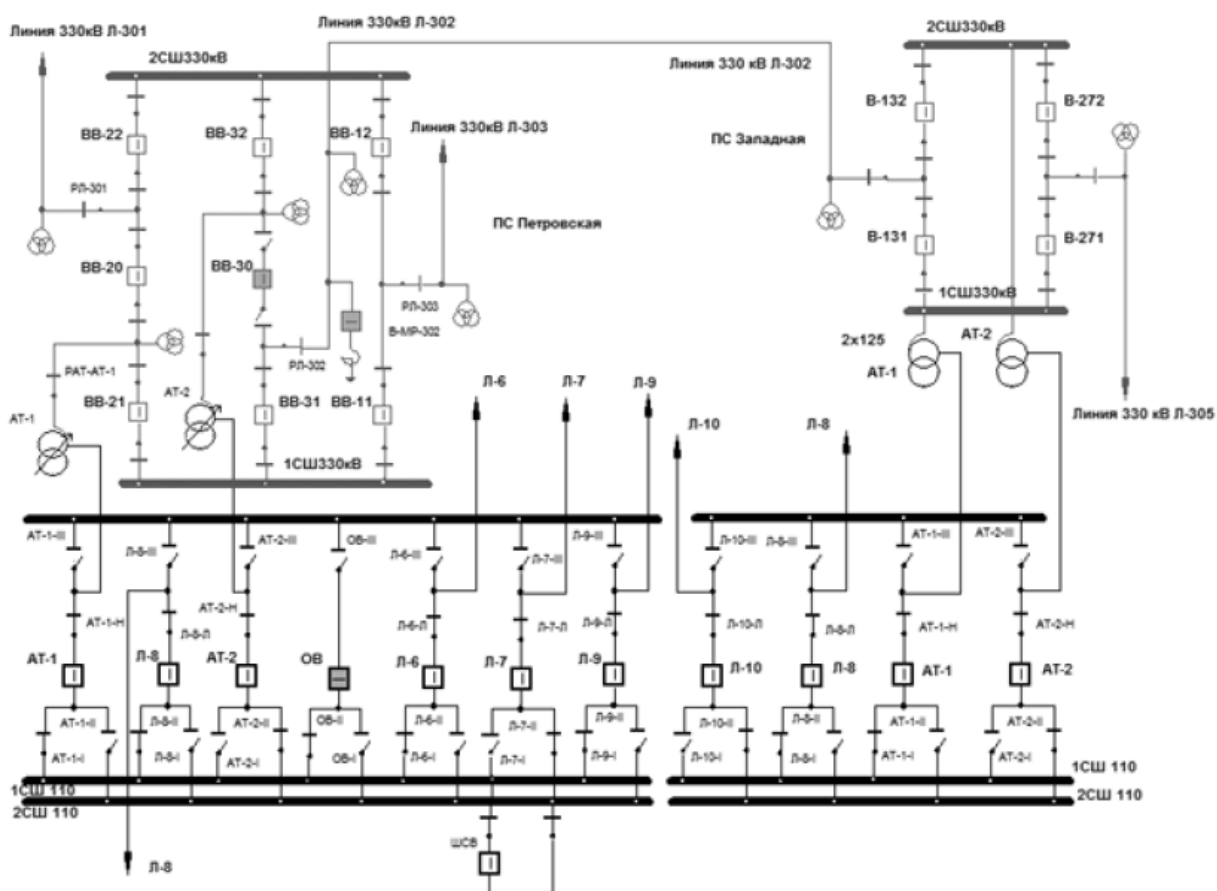 Линия 330кВ Л-301
Линия 330кВ Л-302
2СШ330кВ
2СШ330кВ
Линия 330 кВ Л-302
В-132
В-272
ВВ-22
ВВ-32
ВВ-12
Линия 330кВ Л-303
ПС Западная
РЛ-301
ПС Петровская
В-131
В-271
ВВ-20
ВВ-30
1СШ330кВ
РЛ-303
В-МР-302
АТ-2
2х125
РЛ-302
РАТ-АТ-1
АТ-1
АТ-2
Л-6
Л-7
Л-9
ВВ-21
ВВ-31
ВВ-11
АТ-1
Л-10
Л-8
Линия 330 кВ Л-305
1СШ330кВ
АТ-1-III
Л-8-III
АТ-2-III
ОВ-III
Л-6-III
Л-7-III
Л-9-III
Л-10-III
Л-8-III
АТ-1-III
АТ-2-III
АТ-1-Н
Л-8-Л
АТ-2-Н
Л-6-Л
Л-7-Л
Л-9-Л
Л-10-Л
Л-8-Л
АТ-1-Н
АТ-2-Н
АТ-1
Л-8
АТ-2
ОВ
Л-6
Л-7
Л-9
Л-10
Л-8
АТ-1
АТ-2
АТ-1-II
Л-8-II
АТ-2-II
ОВ-II
Л-6-II
Л-7-II
Л-9-II
Л-10-II
Л-8-II
АТ-1-II
АТ-2-II
АТ-1-I
Л-8-I
АТ-2-I
ОВ-I
Л-6-I
Л-7-I
Л-9-I
Л-10-I
Л-8-I
АТ-1-I
АТ-2-I
1СШ 110
1СШ 110
2СШ 110
2СШ 110
ШСВ
Л-8